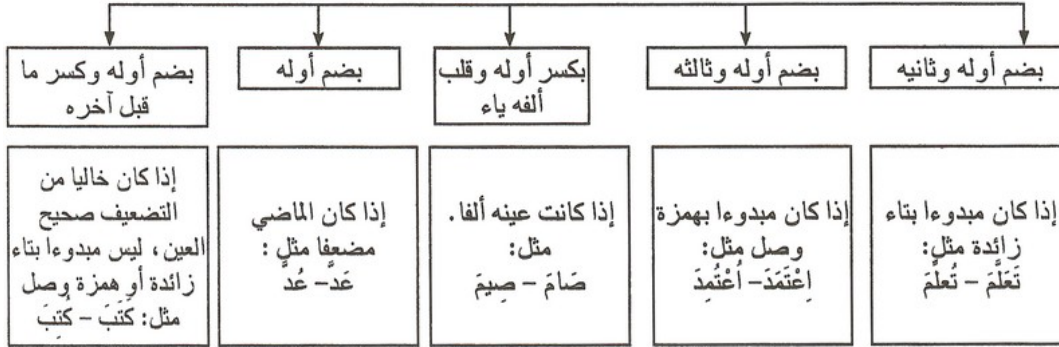 بضم أوله وثانيه
بضم أوله وثالثه
بكسر أوله وقلب
ألفه ياء
بضم أوله
بضم أوله وكسر ما
قبل آخره
إذا كان مبدوءا بتاء
زائدة مثل:
تَعَلَّمَ – تُعلَّمَ
إذا كان مبدوءا بهمزة
وصل مثل:
اِعْتَمَدَ – اُعْتُمِدَ
إذا كانت عينه ألفا.
مثل:
صَامَ – صِيمَ
إذا كان الماضي
مضعفا مثل:
عَدَّ – عُدَّ
إذا كان خاليا من
التضعيف صحيح
العين، ليس مبدوءا بتاء
زائدة أو همزة وصل
مثل: كَتَبَ – كُتِبَ